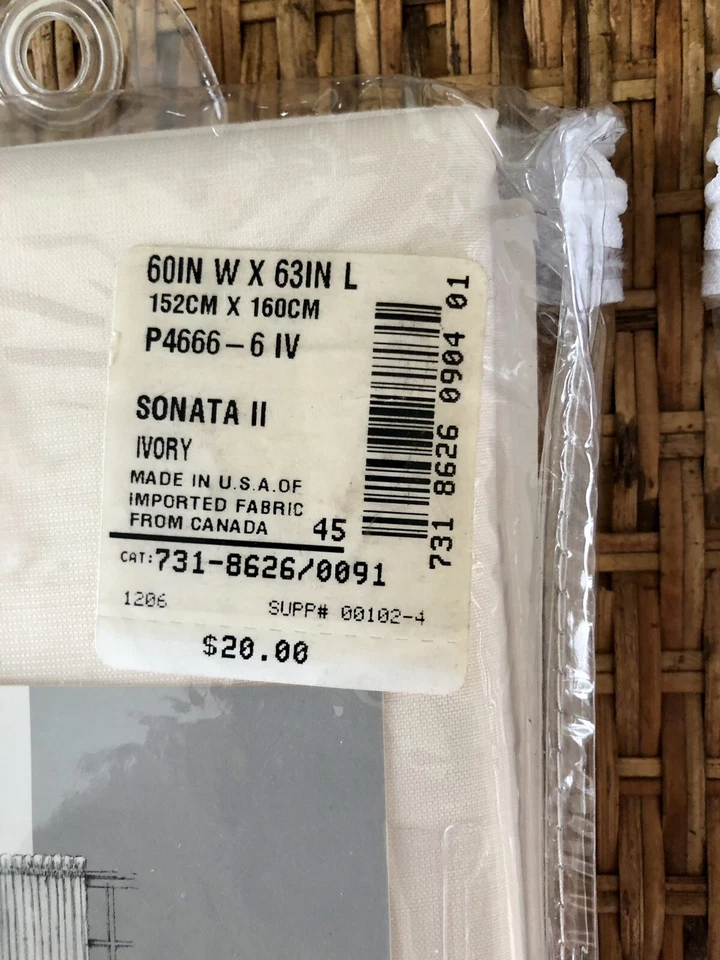 60IN W X 63IN L
152CM X 160CM
P4666-6 IV
SONATA II
IVORY
MADE IN U.S.A.OF
IMPORTED FABRIC
FROM CANADA 45
CAT:731-8626/0091
1206 SUPP# 00102-4
$20.00
731 8626 0904 01